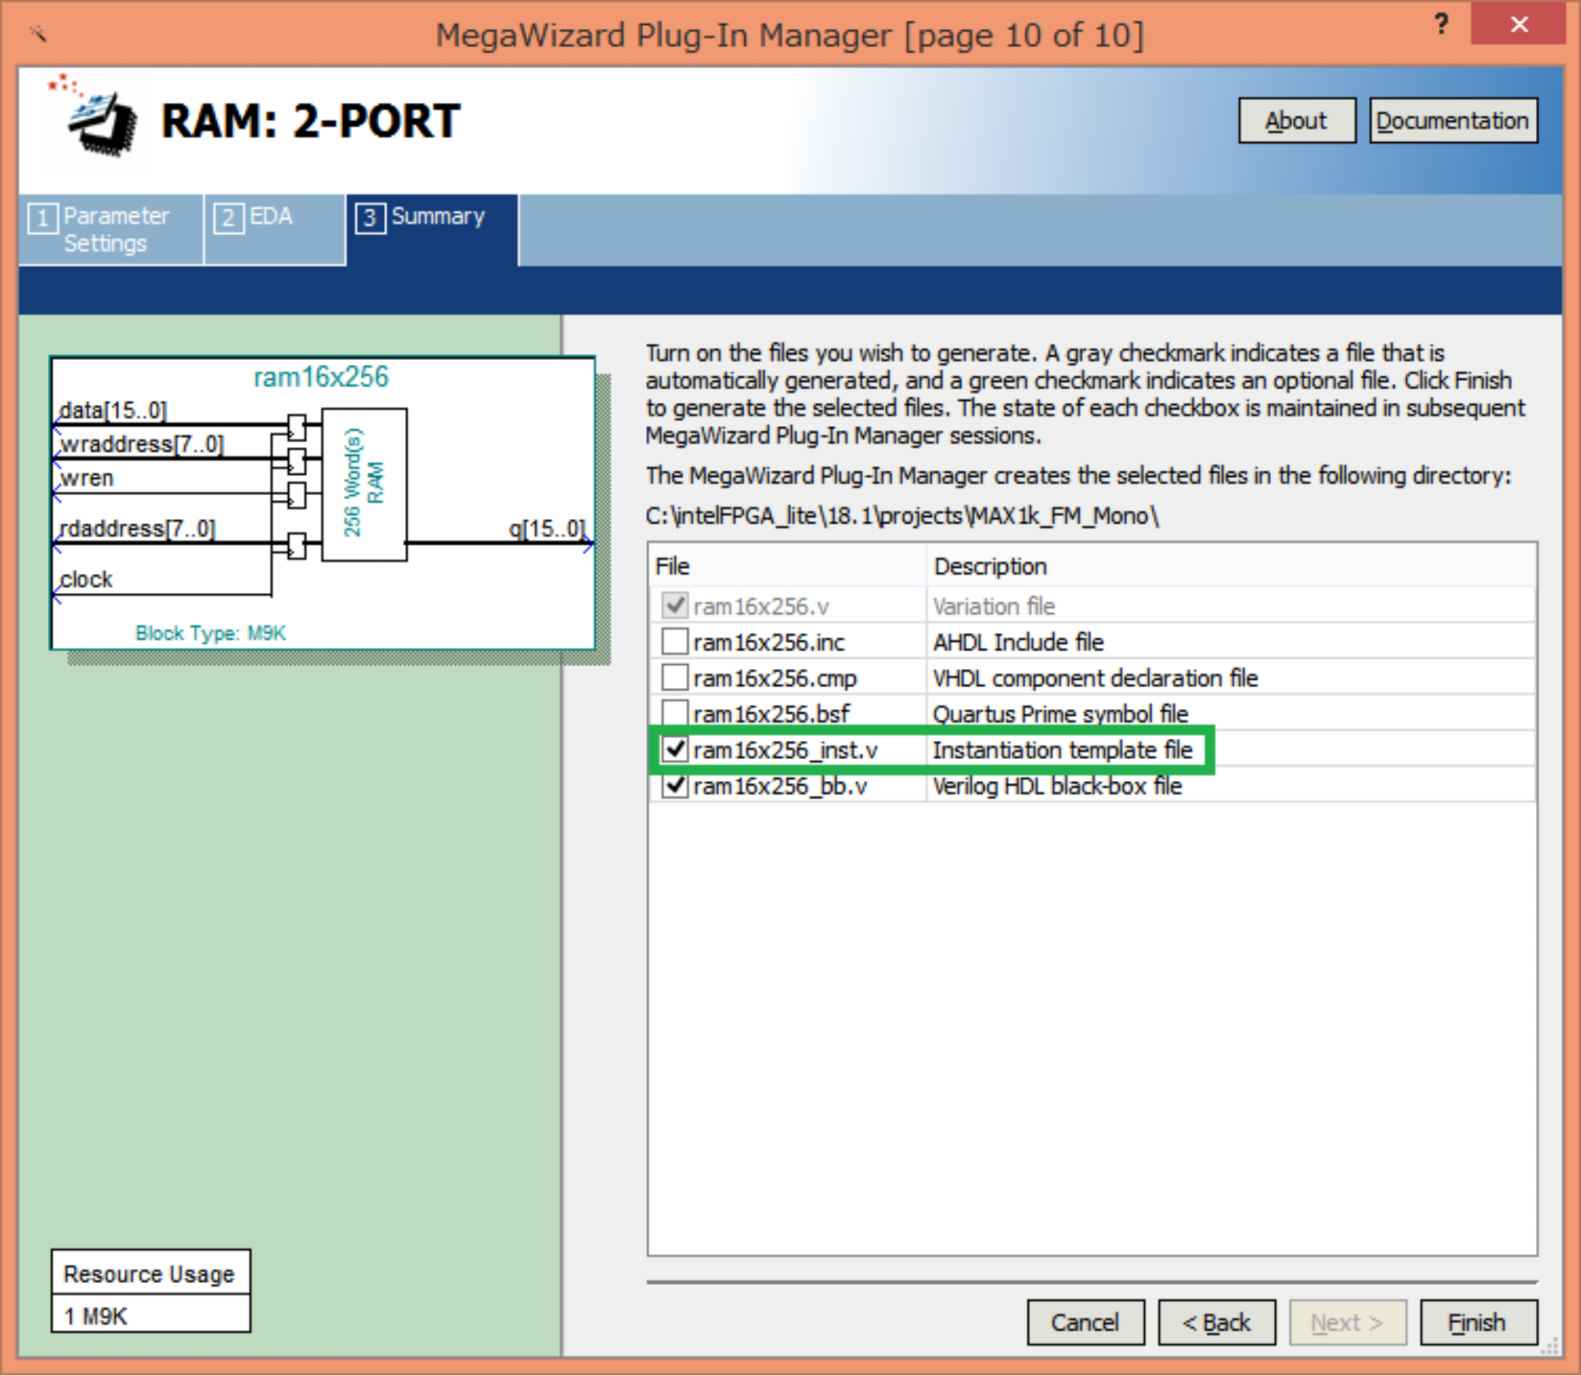 MegaWizard Plug-In Manager [page 10 of 10]
?
RAM: 2-PORT
About
Documentation
1 Parameter Settings
2 EDA
3 Summary
ram16x256
data[15..0]
wraddress[7..0]
wren
rdaddress[7..0]
clock
256 Word(s)
RAM
q[15..0]
Block Type: M9K
Resource Usage
1 M9K
Turn on the files you wish to generate. A gray checkmark indicates a file that is
automatically generated, and a green checkmark indicates an optional file. Click Finish
to generate the selected files. The state of each checkbox is maintained in subsequent
MegaWizard Plug-In Manager sessions.
The MegaWizard Plug-In Manager creates the selected files in the following directory:
C:\intelFPGA_lite\18.1\projects\MAX1k_FM_Mono\
File Description
ram16x256.v Variation file
ram16x256.inc AHDL Include file
ram16x256.cmp VHDL component declaration file
ram16x256.bsf Quartus Prime symbol file
ram16x256_inst.v Instantiation template file
ram16x256_bb.v Verilog HDL black-box file
Cancel
< Back
Next >
Finish